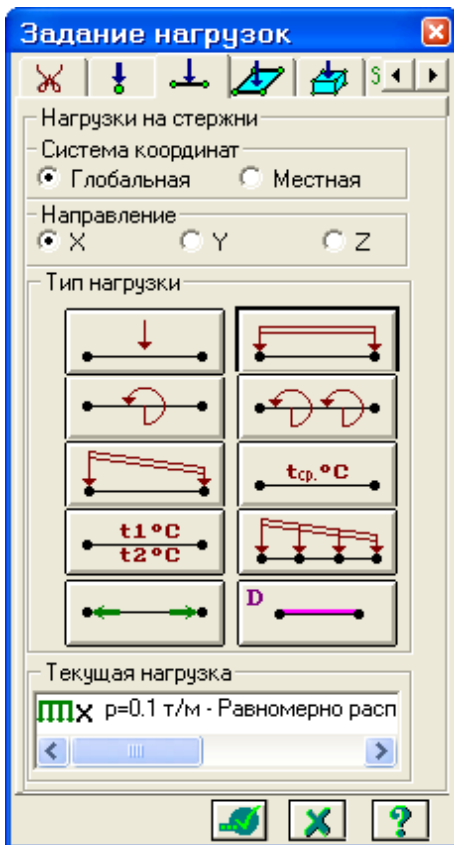 Задание нагрузок
S
Нагрузки на стержни
Система координат
Глобальная Местная
Направление
X Y Z
Тип нагрузки
tср.°C
t1°C
t2°C
D
Текущая нагрузка
X p=0.1 т/м - Равномерно расп
?